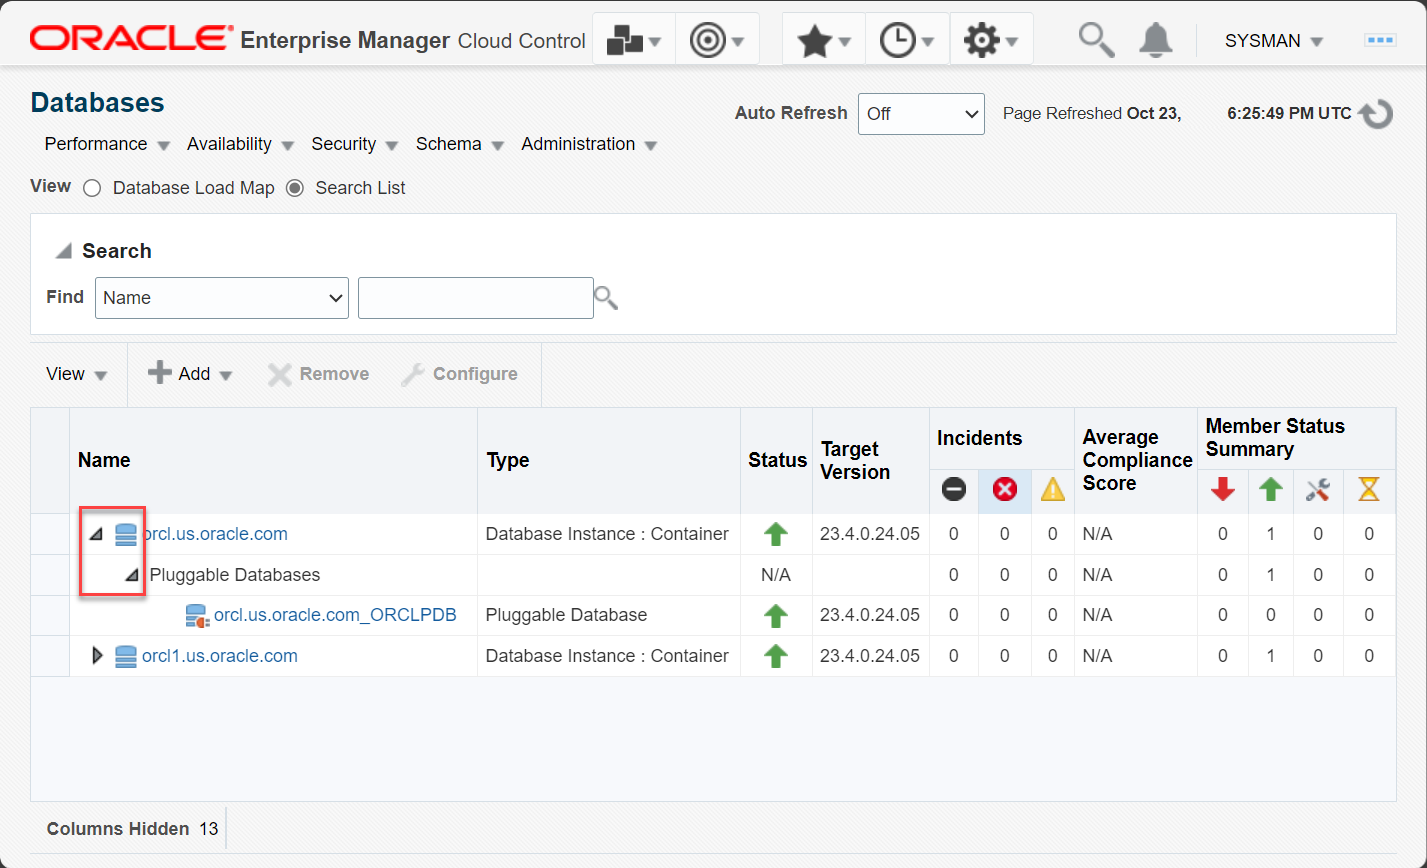 ORACLE® Enterprise Manager Cloud Control SYSMAN
Databases
Auto Refresh Off Page Refreshed Oct 23, 6:25:49 PM UTC
Performance Availability Security Schema Administration
View Database Load Map Search List
Search
Find Name
View Add Remove Configure
Name Type Status Target Version Incidents Average Compliance Score Member Status Summary
orcl.us.oracle.com Database Instance : Container 23.4.0.24.05 0 0 0 N/A 0 1 0 0
Pluggable Databases N/A 0 0 0 N/A 0 1 0 0
orcl.us.oracle.com_ORCLPDB Pluggable Database 23.4.0.24.05 0 0 0 N/A 0 0 0 0
orcl1.us.oracle.com Database Instance : Container 23.4.0.24.05 0 0 0 N/A 0 1 0 0
Columns Hidden 13